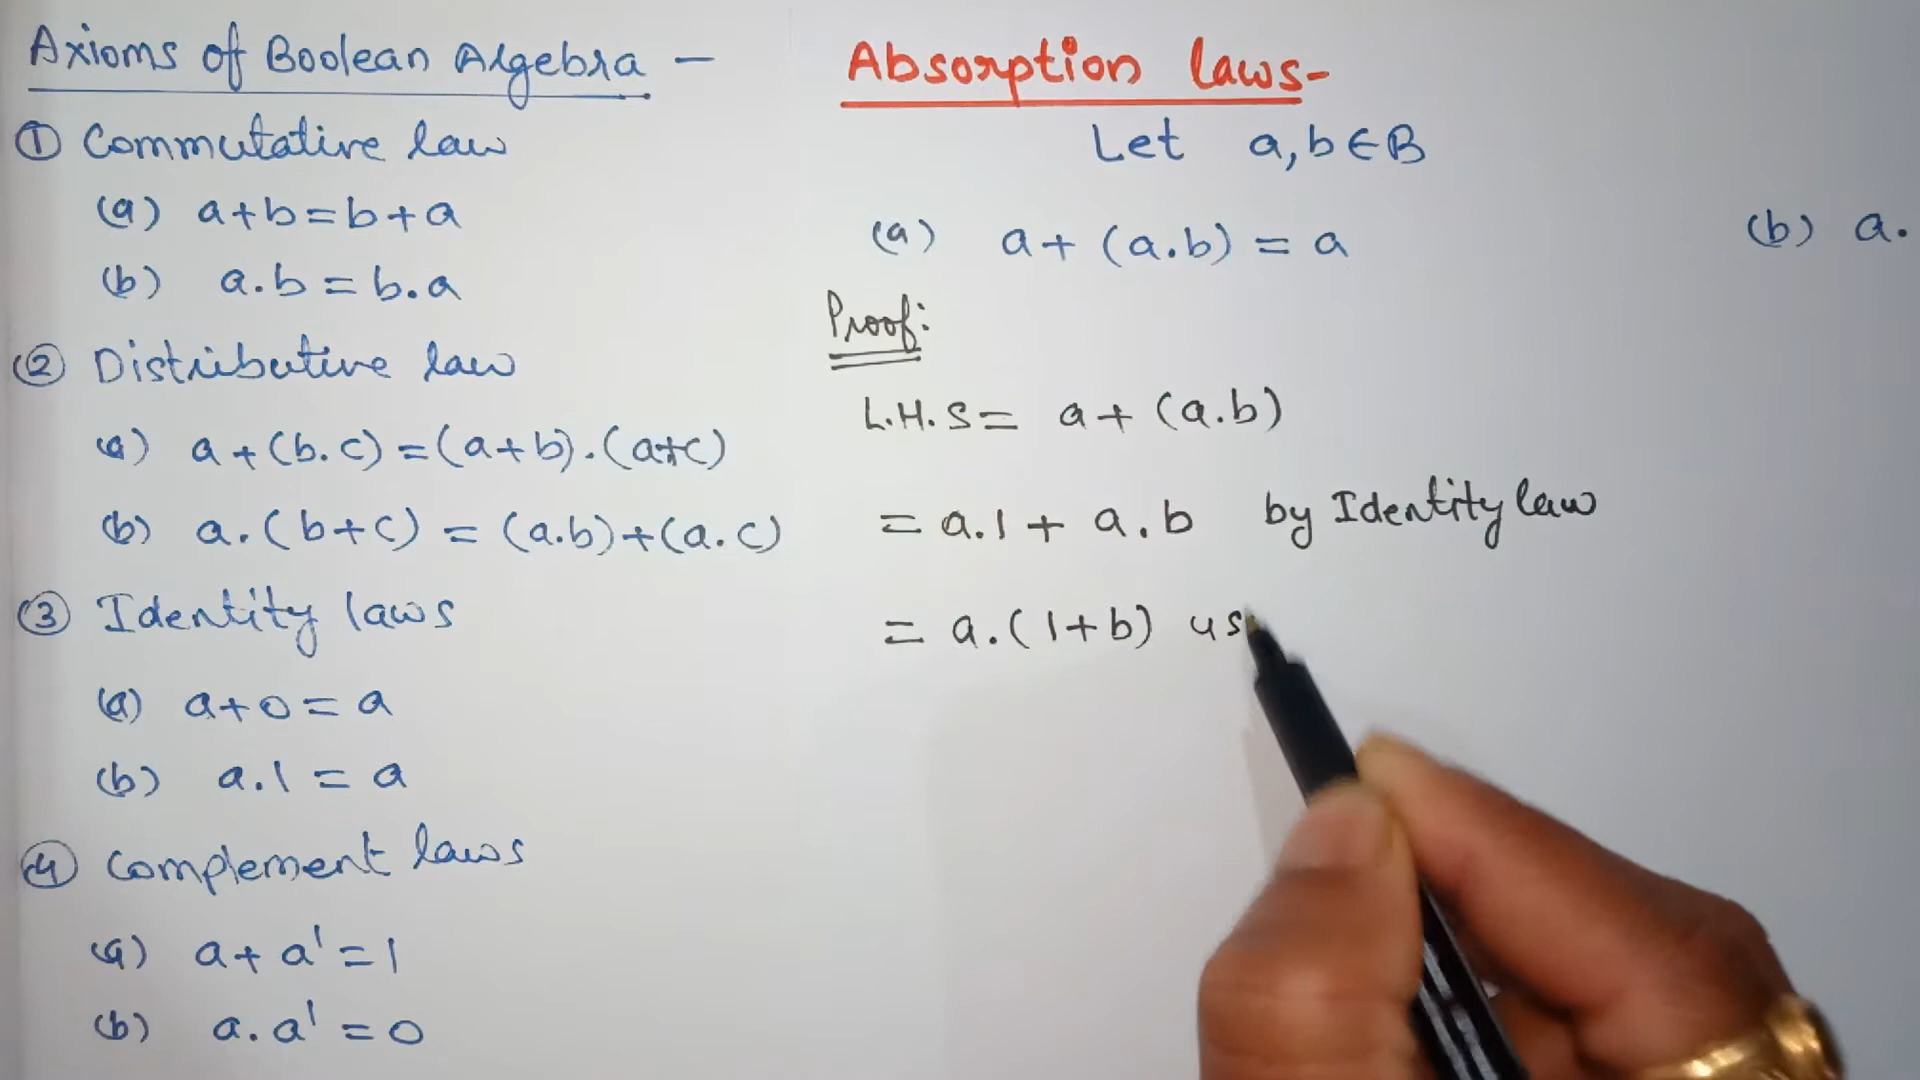 Axioms of Boolean Algebra -
① Commutative law
(a) a+b=b+a
(b) a.b=b.a
② Distributive law
(a) a+(b.c)=(a+b).(a+c)
(b) a.(b+c) = (a.b)+(a.c)
③ Identity laws
(a) a+0=a
(b) a.1=a
④ Complement laws
(a) a+a'=1
(b) a.a'=0
Absorption laws-
Let a,b∈B
(a) a+(a.b)=a
(b) a.
Proof:
L.H.S= a+(a.b)
= a.1+a.b by Identity law
= a.(1+b) us